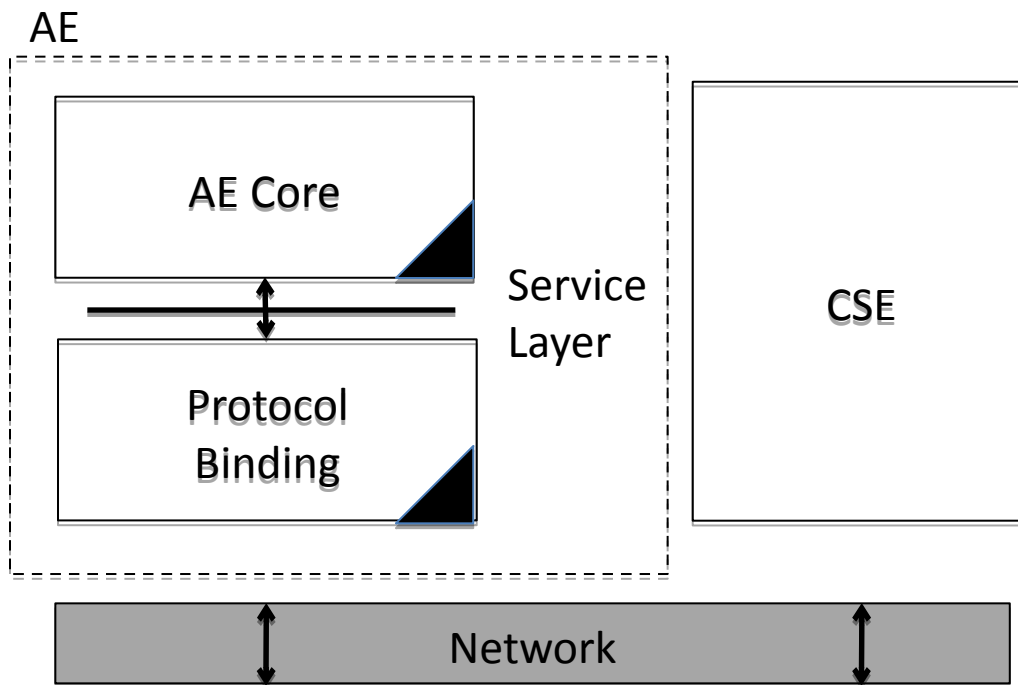 AE
AE Core
Service
Layer
CSE
Protocol
Binding
Network